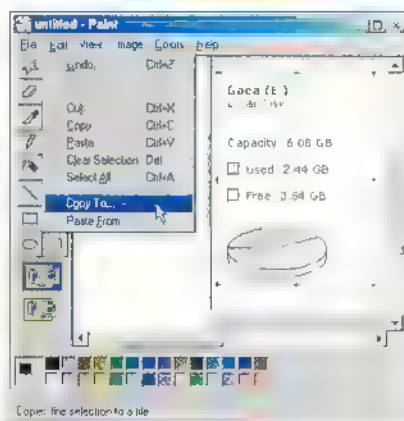 untitled - Paint
File Edit View Image Colors Help
Undo Ctrl+Z
Cut Ctrl+X
Copy Ctrl+C
Paste Ctrl+V
Clear Selection Del
Select All Ctrl+A
Copy To...
Paste From
Capacity 6.08 GB
Used 2.44 GB
Free 3.64 GB
Copies the selection to a file